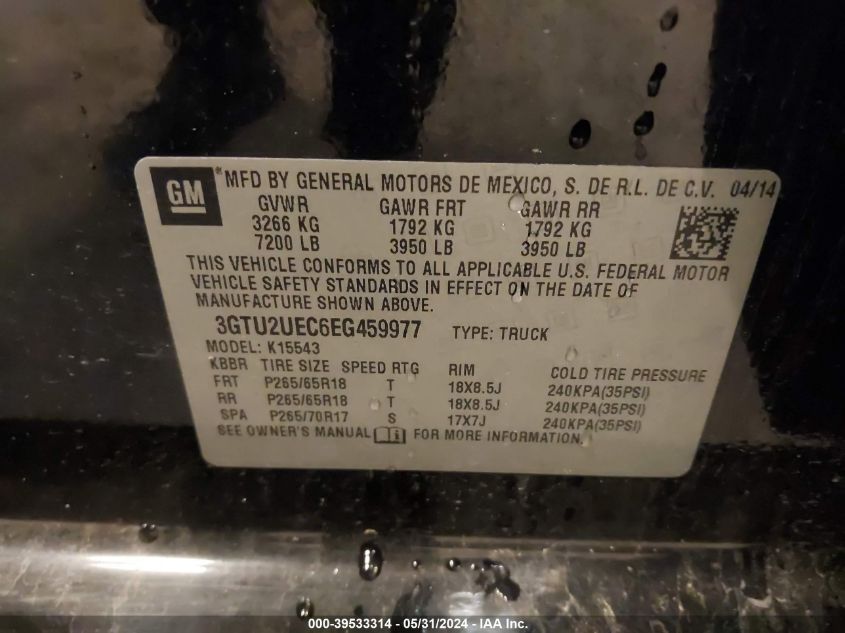 GM
*MFD BY GENERAL MOTORS DE MEXICO, S. DE R.L. DE C.V. 04/14
GVWR GAWR FRT GAWR RR
3266 KG 1792 KG 1792 KG
7200 LB 3950 LB 3950 LB
THIS VEHICLE CONFORMS TO ALL APPLICABLE U.S. FEDERAL MOTOR
VEHICLE SAFETY STANDARDS IN EFFECT ON THE DATE OF
MANUFACTURE SHOWN ABOVE.
3GTU2UEC6EG459977 TYPE: TRUCK
MODEL: K15543
KBBR TIRE SIZE SPEED RTG RIM COLD TIRE PRESSURE
FRT P265/65R18 T 18X8.5J 240KPA(35PSI)
RR P265/65R18 T 18X8.5J 240KPA(35PSI)
SPA P265/70R17 S 17X7J 240KPA(35PSI)
SEE OWNER'S MANUAL i FOR MORE INFORMATION.
000-39533314 - 05/31/2024 - IAA Inc.